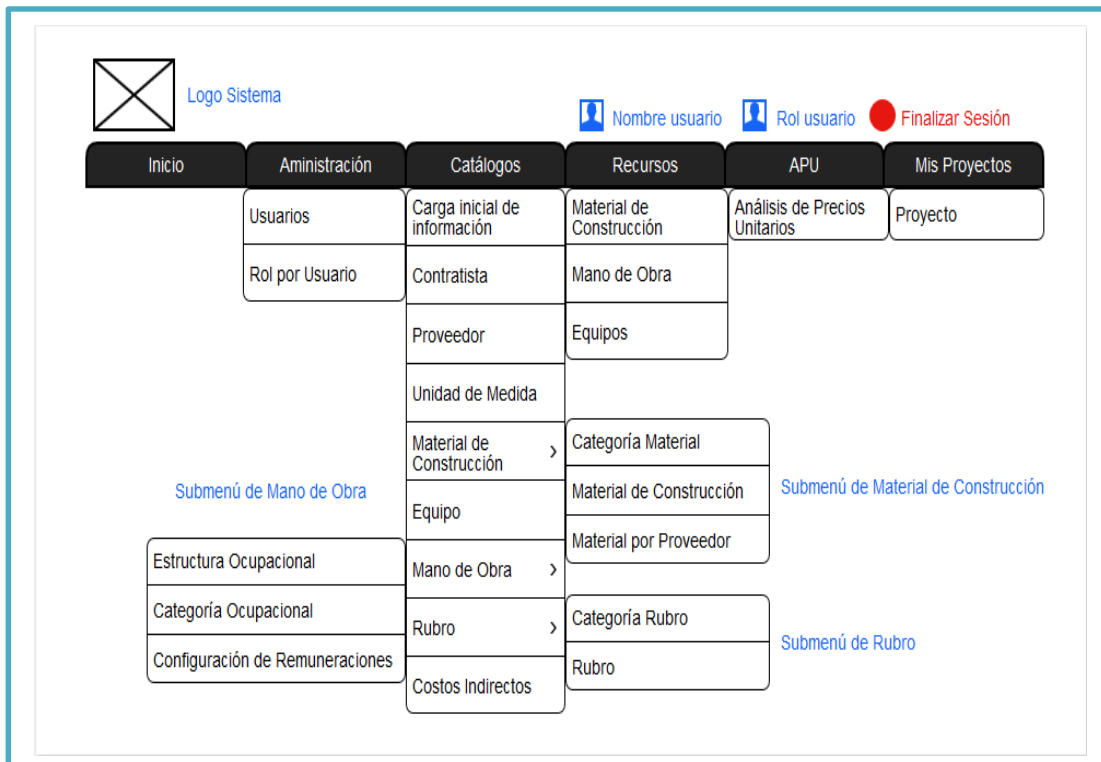 Logo Sistema
Nombre usuario
Rol usuario
Finalizar Sesión
Inicio
Aministración
Catálogos
Recursos
APU
Mis Proyectos
Usuarios
Rol por Usuario
Carga inicial de
información
Contratista
Proveedor
Unidad de Medida
Material de
Construcción
Equipo
Mano de Obra
Rubro
Costos Indirectos
Material de
Construcción
Mano de Obra
Equipos
Análisis de Precios
Unitarios
Proyecto
Categoría Material
Material de Construcción
Material por Proveedor
Submenú de Material de Construcción
Submenú de Mano de Obra
Estructura Ocupacional
Categoría Ocupacional
Configuración de Remuneraciones
Categoría Rubro
Rubro
Submenú de Rubro